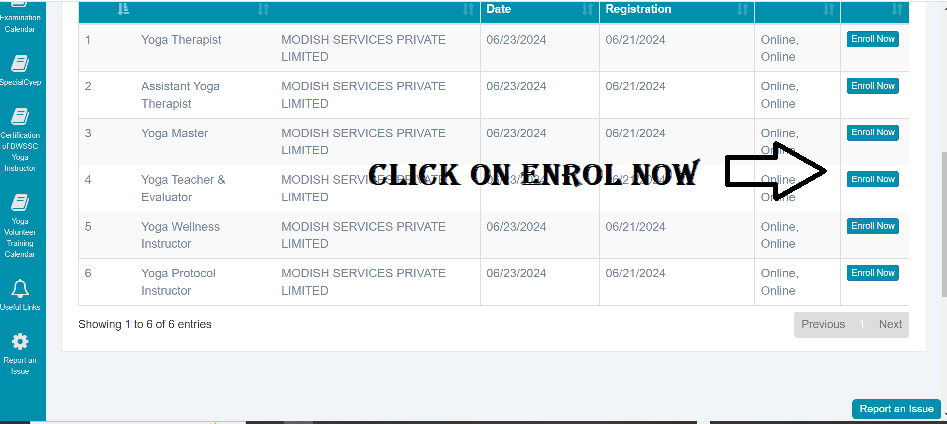 Examination
Calendar
SpecialCyep
Certification
of DWSSC
Yoga
Instructor
Yoga
Volunteer
Training
Calendar
Useful Links
Report an
Issue
Date Registration
1 Yoga Therapist MODISH SERVICES PRIVATE 06/23/2024 06/21/2024 Online, Enroll Now
LIMITED Online
2 Assistant Yoga MODISH SERVICES PRIVATE 06/23/2024 06/21/2024 Online, Enroll Now
Therapist LIMITED Online
3 Yoga Master MODISH SERVICES PRIVATE 06/23/2024 06/21/2024 Online, Enroll Now
LIMITED Online
CLICK ON ENROL NOW
4 Yoga Teacher & MODISH SERVICES PRIVATE 06/23/2024 06/21/2024 Online, Enroll Now
Evaluator LIMITED Online
5 Yoga Wellness MODISH SERVICES PRIVATE 06/23/2024 06/21/2024 Online, Enroll Now
Instructor LIMITED Online
6 Yoga Protocol MODISH SERVICES PRIVATE 06/23/2024 06/21/2024 Online, Enroll Now
Instructor LIMITED Online
Showing 1 to 6 of 6 entries Previous 1 Next
Report an Issue